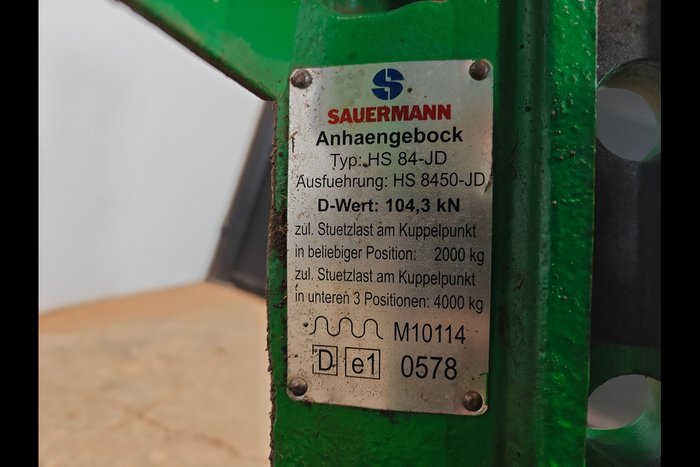 SAUERMANN
Anhaengebock
Typ: HS 84-JD
Ausfuehrung: HS 8450-JD
D-Wert: 104,3 kN
zül. Stuetzlast am Kuppelpunkt
in beliebiger Position: 2000 kg
zul. Stuetzlast am Kuppelpunkt
in unteren 3 Positionen: 4000 kg
M10114
D e1 0578